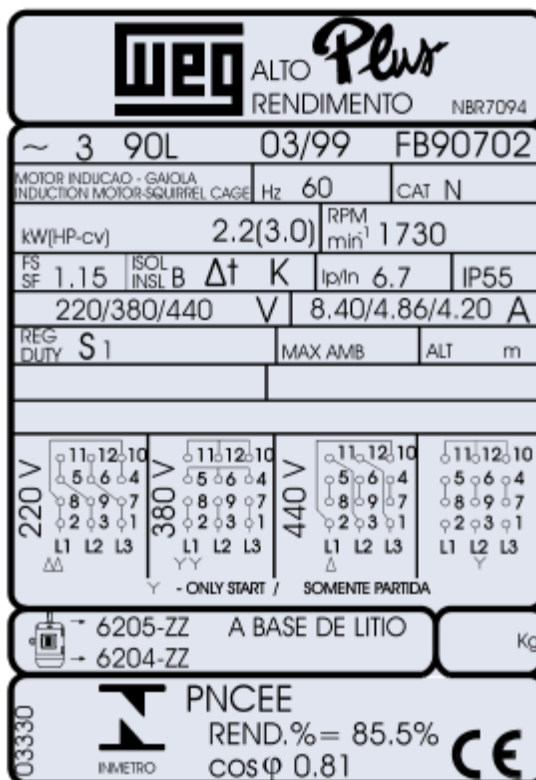 WEG ALTO Plus
RENDIMENTO NBR7094
~ 3 90L 03/99 FB90702
MOTOR INDUCAO - GAIOLA
INDUCTION MOTOR-SQUIRREL CAGE Hz 60 CAT N
kW(HP-cv) 2.2(3.0) RPM min-1 1730
FS SF 1.15 ISOL INSL B Δt K Ip/In 6.7 IP55
220/380/440 V 8.40/4.86/4.20 A
REG DUTY S1 MAX AMB ALT m
220 V 380 V 440 V
11 12 10 11 12 10 11 12 10 11 12 10
5 6 4 5 6 4 5 6 4 5 6 4
8 9 7 8 9 7 8 9 7 8 9 7
2 3 1 2 3 1 2 3 1 2 3 1
L1 L2 L3 L1 L2 L3 L1 L2 L3 L1 L2 L3
ΔΔ YY Δ Y
Y - ONLY START / SOMENTE PARTIDA
6205-ZZ A BASE DE LITIO
6204-ZZ Kg
03330
PNCEE
REND.% = 85.5%
INMETRO cosφ 0.81 CE